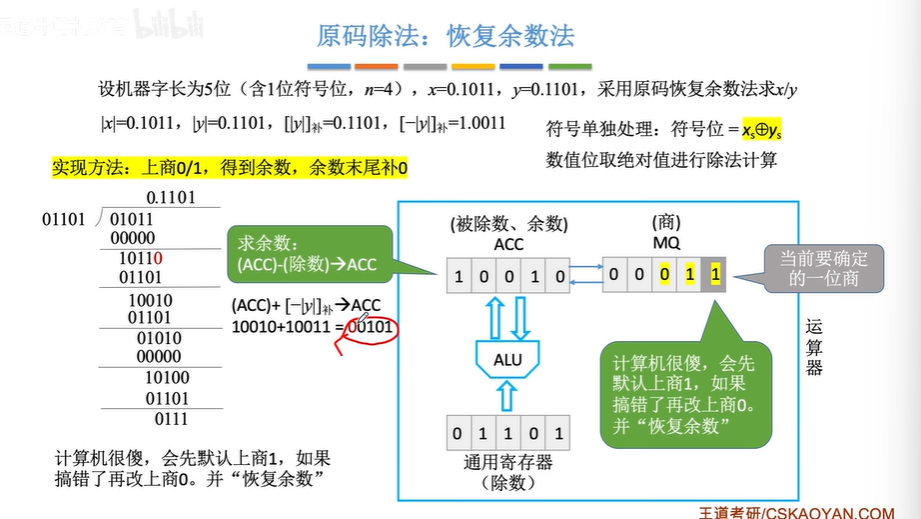 bilibili
原码除法：恢复余数法
设机器字长为5位（含1位符号位，n=4），x=0.1011，y=0.1101，采用原码恢复余数法求x/y
|x|=0.1011，|y|=0.1101，[|y|]补=0.1101，[−|y|]补=1.0011
符号单独处理：符号位 = xs⊕ys
数值位取绝对值进行除法计算
实现方法：上商0/1，得到余数，余数末尾补0
0.1101
01101
01011
00000
10110
01101
10010
01101
01010
00000
10100
01101
0111
求余数：
(ACC)-(除数)→ACC
(ACC)+ [−|y|]补→ACC
10010+10011 = 00101
(被除数、余数)
ACC
1 0 0 1 0
(商)
MQ
0 0 0 1 1
当前要确定
的一位商
ALU
0 1 1 0 1
通用寄存器
（除数）
运算器
计算机很傻，会先
默认上商1，如果
搞错了再改上商0。
并“恢复余数”
计算机很傻，会先默认上商1，如果
搞错了再改上商0。并“恢复余数”
王道考研/CSKAOYAN.COM